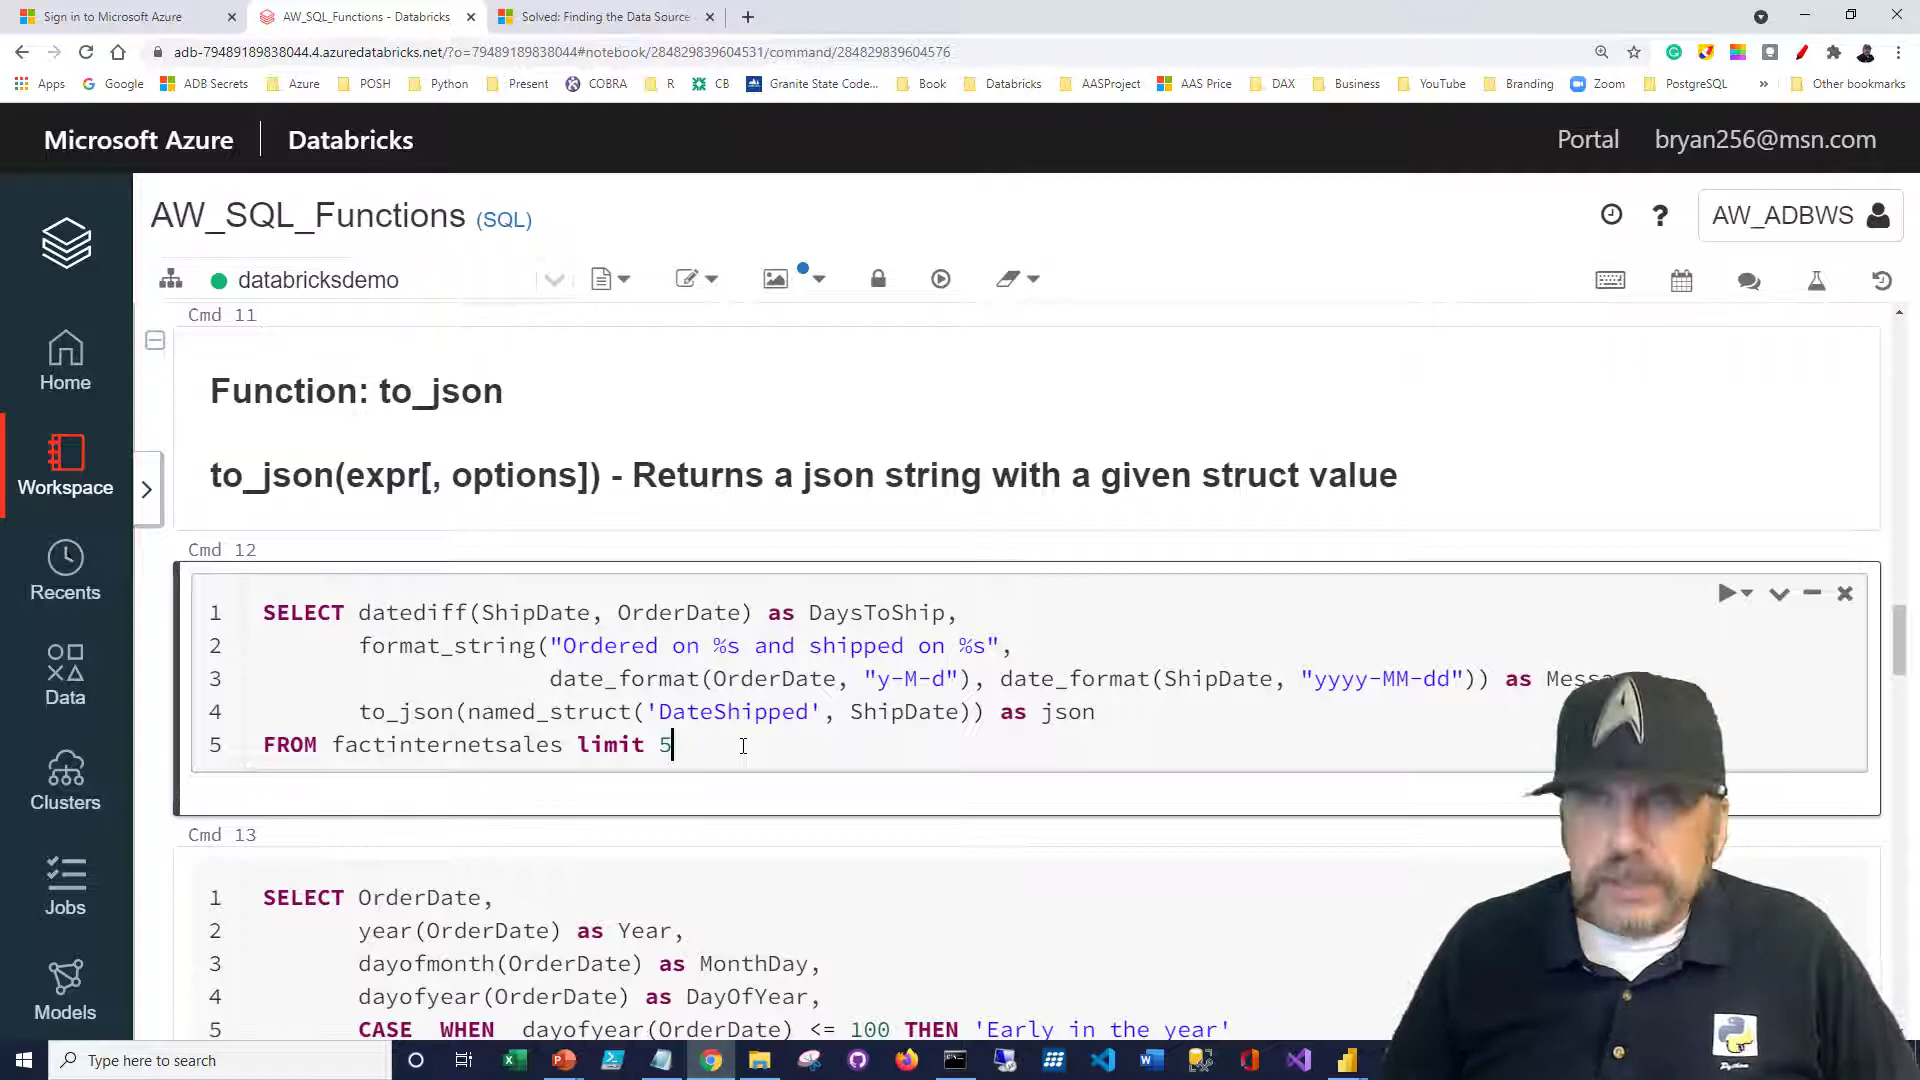 Sign in to Microsoft Azure
AW_SQL_Functions - Databricks
Solved: Finding the Data Source
adb-79489189838044.4.azuredatabricks.net/?o=79489189838044#notebook/284829839604531/command/284829839604576
Apps Google ADB Secrets Azure POSH Python Present COBRA R CB Granite State Code... Book Databricks AASProject AAS Price DAX Business YouTube Branding Zoom PostgreSQL » Other bookmarks
Microsoft Azure Databricks Portal bryan256@msn.com
AW_SQL_Functions (SQL)
? AW_ADBWS
databricksdemo
Home
Workspace
Recents
Data
Clusters
Jobs
Models
Cmd 11
Function: to_json
to_json(expr[, options]) - Returns a json string with a given struct value
Cmd 12
1 SELECT datediff(ShipDate, OrderDate) as DaysToShip,
2 format_string("Ordered on %s and shipped on %s",
3 date_format(OrderDate, "y-M-d"), date_format(ShipDate, "yyyy-MM-dd")) as
4 to_json(named_struct('DateShipped', ShipDate)) as json
5 FROM factinternetsales limit 5
Cmd 13
1 SELECT OrderDate,
2 year(OrderDate) as Year,
3 dayofmonth(OrderDate) as MonthDay,
4 dayofyear(OrderDate) as DayOfYear,
5 CASE WHEN dayofyear(OrderDate) <= 100 THEN 'Early in the year'
Python
Type here to search